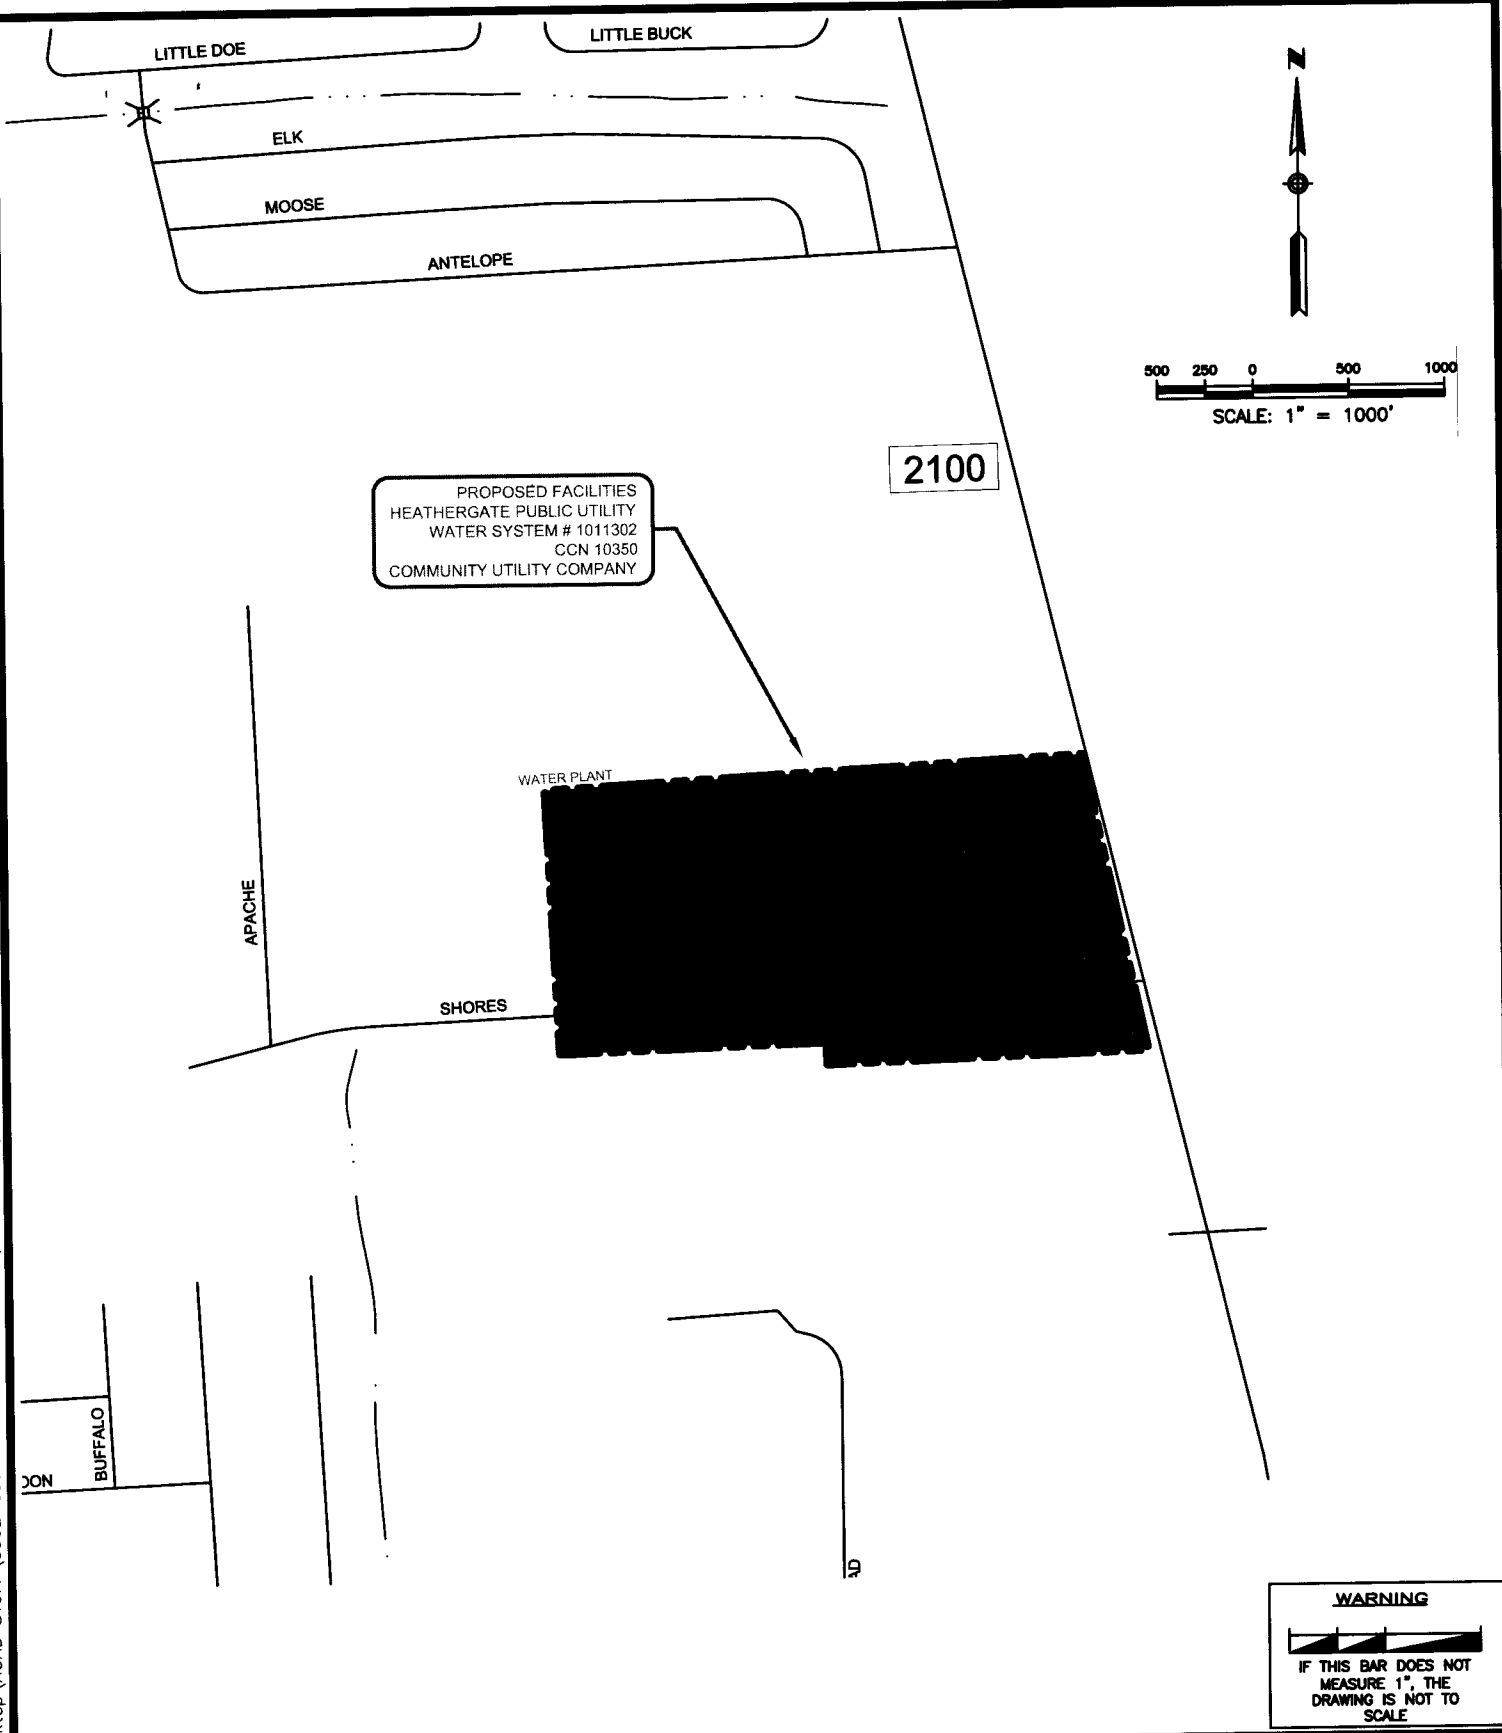 LITTLE DOE
LITTLE BUCK
N
ELK
MOOSE
ANTELOPE
500 250 0 500 1000
SCALE: 1" = 1000'
2100
PROPOSED FACILITIES
HEATHERGATE PUBLIC UTILITY
WATER SYSTEM # 1011302
CCN 10350
COMMUNITY UTILITY COMPANY
WATER PLANT
APACHE
SHORES
BUFFALO
WARNING
IF THIS BAR DOES NOT
MEASURE 1", THE
DRAWING IS NOT TO
SCALE